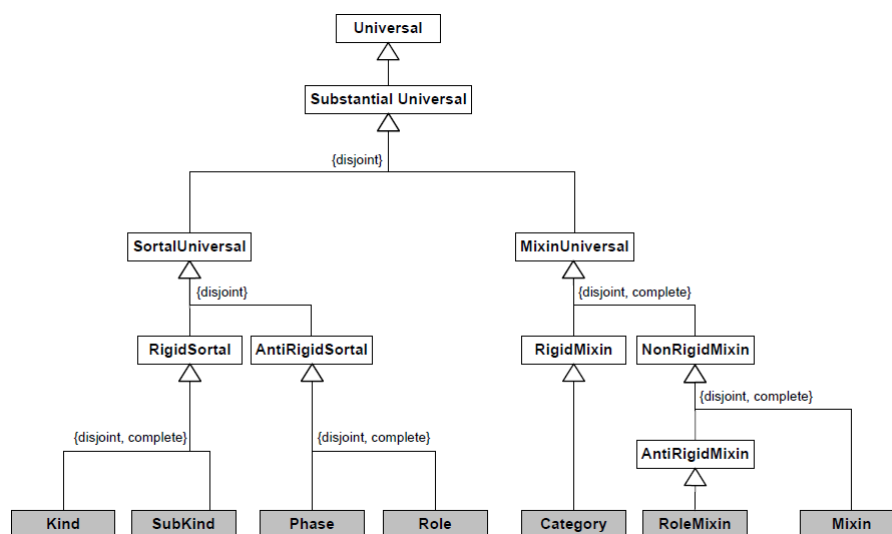 Universal
Substantial Universal
{disjoint}
SortalUniversal
MixinUniversal
{disjoint}
{disjoint, complete}
RigidSortal
AntiRigidSortal
RigidMixin
NonRigidMixin
{disjoint, complete}
{disjoint, complete}
{disjoint, complete}
AntiRigidMixin
Kind
SubKind
Phase
Role
Category
RoleMixin
Mixin